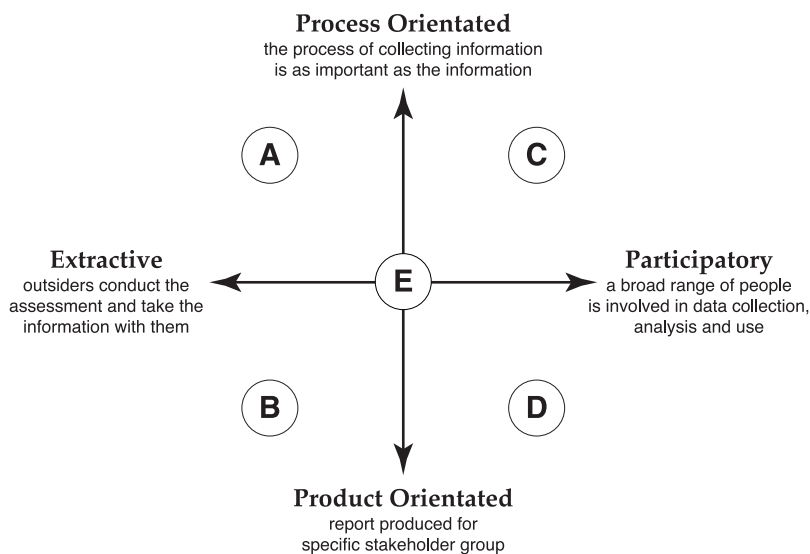 Process Orientated
the process of collecting information
is as important as the information
A
C
Extractive
outsiders conduct the
assessment and take the
information with them
E
Participatory
a broad range of people
is involved in data collection,
analysis and use
B
D
Product Orientated
report produced for
specific stakeholder group